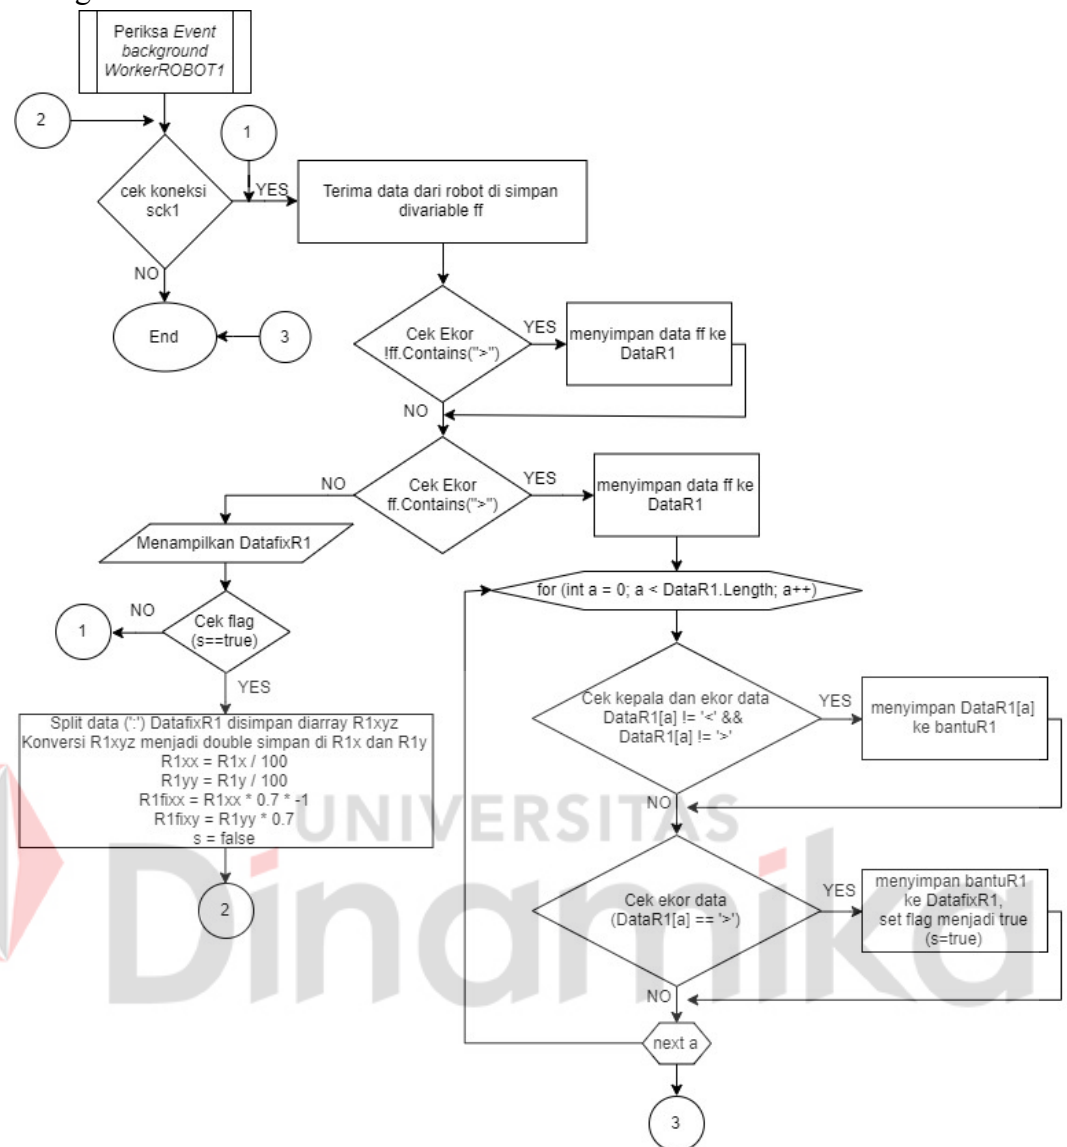 Periksa Event
background
WorkerROBOT1
2
1
cek koneksi
sck1
YES
Terima data dari robot di simpan
divariable ff
NO
End
3
Cek Ekor
!ff.Contains(">")
YES
menyimpan data ff ke
DataR1
NO
Cek Ekor
ff.Contains(">")
YES
menyimpan data ff ke
DataR1
NO
Menampilkan DatafixR1
for (int a = 0; a < DataR1.Length; a++)
Cek flag
(s==true)
NO
1
YES
Split data (':') DatafixR1 disimpan diarray R1xyz
Konversi R1xyz menjadi double simpan di R1x dan R1y
R1xx = R1x / 100
R1yy = R1y / 100
R1fixx = R1xx * 0.7 * -1
R1fixy = R1yy * 0.7
s = false
2
Cek kepala dan ekor data
DataR1[a] != '<' &&
DataR1[a] != '>'
YES
menyimpan DataR1[a]
ke bantuR1
NO
Cek ekor data
(DataR1[a] == '>')
YES
menyimpan bantuR1
ke DatafixR1,
set flag menjadi true
(s=true)
NO
next a
3
UNIVERSITAS
Dinamika